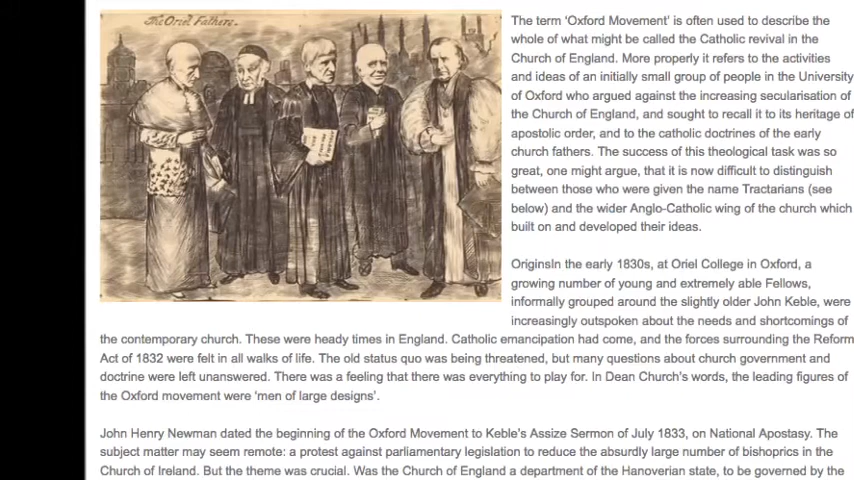 The Oriel Fathers.
The term ‘Oxford Movement’ is often used to describe the
whole of what might be called the Catholic revival in the
Church of England. More properly it refers to the activities
and ideas of an initially small group of people in the University
of Oxford who argued against the increasing secularisation of
the Church of England, and sought to recall it to its heritage of
apostolic order, and to the catholic doctrines of the early
church fathers. The success of this theological task was so
great, one might argue, that it is now difficult to distinguish
between those who were given the name Tractarians (see
below) and the wider Anglo-Catholic wing of the church which
built on and developed their ideas.
OriginsIn the early 1830s, at Oriel College in Oxford, a
growing number of young and extremely able Fellows,
informally grouped around the slightly older John Keble, were
increasingly outspoken about the needs and shortcomings of
the contemporary church. These were heady times in England. Catholic emancipation had come, and the forces surrounding the Reform
Act of 1832 were felt in all walks of life. The old status quo was being threatened, but many questions about church government and
doctrine were left unanswered. There was a feeling that there was everything to play for. In Dean Church’s words, the leading figures of
the Oxford movement were ‘men of large designs’.
John Henry Newman dated the beginning of the Oxford Movement to Keble’s Assize Sermon of July 1833, on National Apostasy. The
subject matter may seem remote: a protest against parliamentary legislation to reduce the absurdly large number of bishoprics in the
Church of Ireland. But the theme was crucial. Was the Church of England a department of the Hanoverian state, to be governed by the